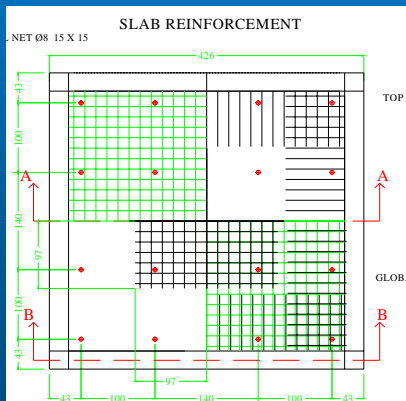 SLAB REINFORCEMENT
. NET Ø8 15 X 15
426
TOP
43
100
A
A
140
97
GLOB.
100
B
B
43
97
43
100
140
100
43